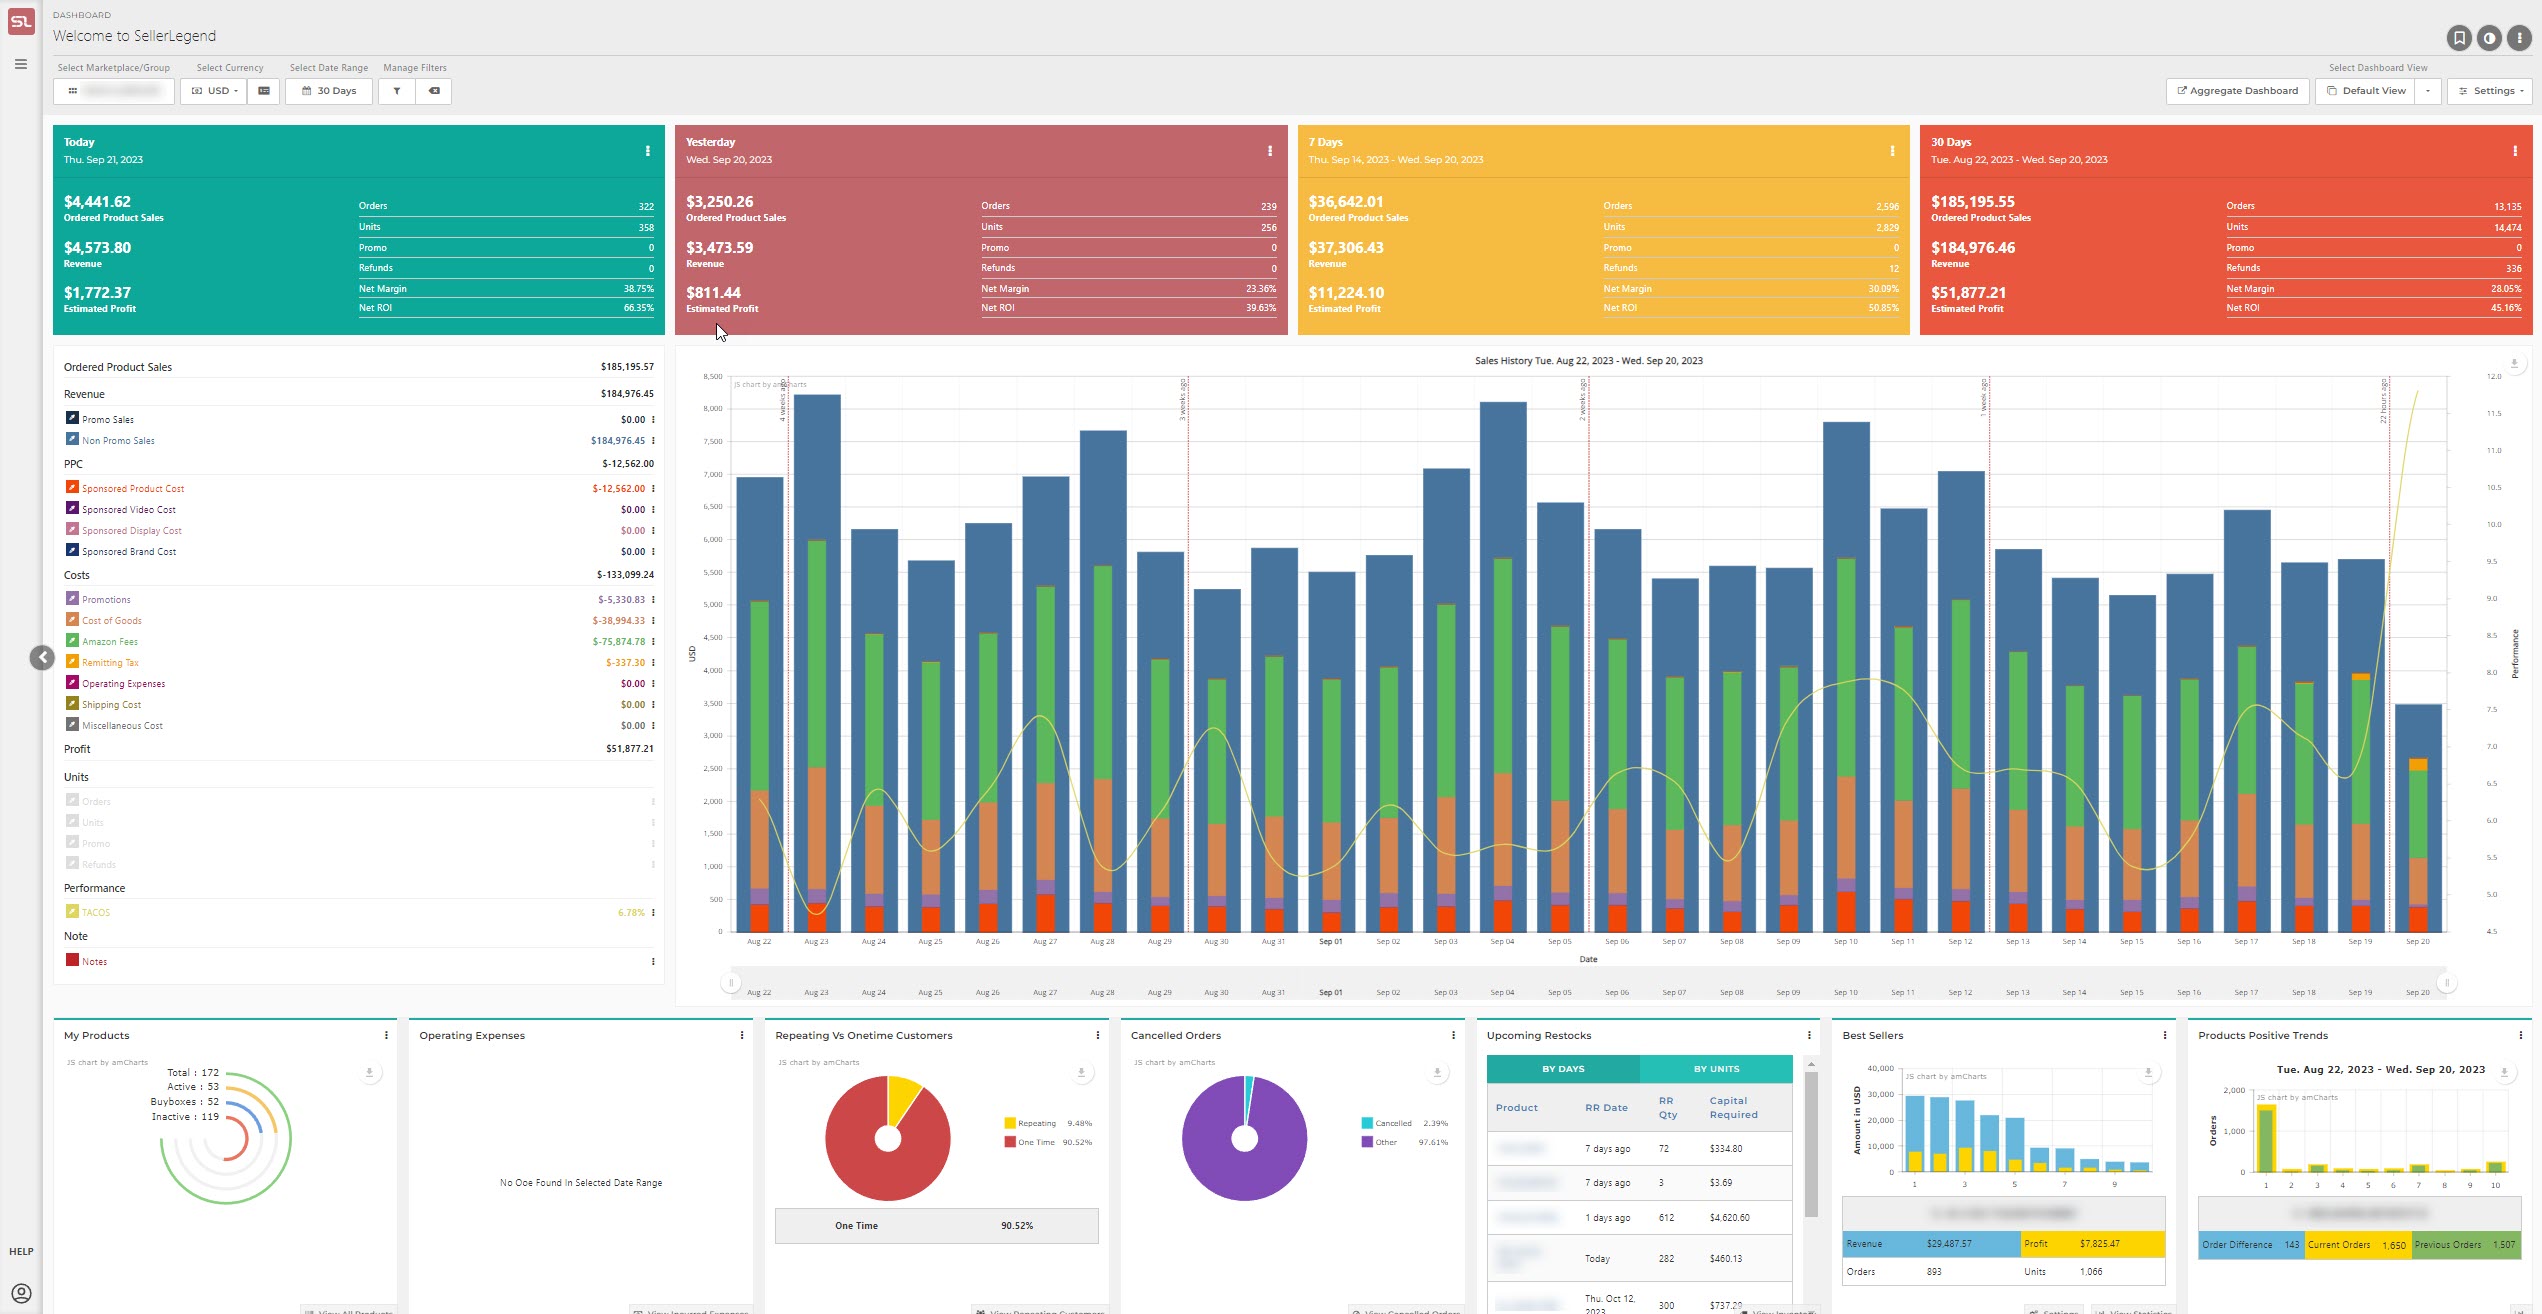 SL
DASHBOARD
Welcome to SellerLegend
Select Marketplace/Group
Select Currency
Select Date Range
Manage Filters
Select Dashboard View
USD
30 Days
Aggregate Dashboard
Default View
Settings
Today
Thu. Sep 21, 2023
$4,441.62
Ordered Product Sales
$4,573.80
Revenue
$1,772.37
Estimated Profit
Orders 322
Units 358
Promo 0
Refunds 0
Net Margin 38.75%
Net ROI 66.35%
Yesterday
Wed. Sep 20, 2023
$3,250.26
Ordered Product Sales
$3,473.59
Revenue
$811.44
Estimated Profit
Orders 239
Units 256
Promo 0
Refunds 0
Net Margin 23.36%
Net ROI 39.63%
7 Days
Thu. Sep 14, 2023 - Wed. Sep 20, 2023
$36,642.01
Ordered Product Sales
$37,306.43
Revenue
$11,224.10
Estimated Profit
Orders 2,596
Units 2,829
Promo 0
Refunds 12
Net Margin 30.09%
Net ROI 50.85%
30 Days
Tue. Aug 22, 2023 - Wed. Sep 20, 2023
$185,195.55
Ordered Product Sales
$184,976.46
Revenue
$51,877.21
Estimated Profit
Orders 13,135
Units 14,474
Promo 0
Refunds 336
Net Margin 28.05%
Net ROI 45.16%
Ordered Product Sales $185,195.57
Revenue $184,976.45
Promo Sales $0.00
Non Promo Sales $184,976.45
PPC $-12,562.00
Sponsored Product Cost $-12,562.00
Sponsored Video Cost $0.00
Sponsored Display Cost $0.00
Sponsored Brand Cost $0.00
Costs $-133,099.24
Promotions $-5,330.83
Cost of Goods $-38,994.33
Amazon Fees $-75,874.78
Remitting Tax $-337.30
Operating Expenses $0.00
Shipping Cost $0.00
Miscellaneous Cost $0.00
Profit $51,877.21
Units
Orders
Units
Promo
Refunds
Performance
TACOS 6.78%
Note
Notes
Sales History Tue. Aug 22, 2023 - Wed. Sep 20, 2023
JS chart by amCharts
4 weeks ago
3 weeks ago
2 weeks ago
1 week ago
22 hours ago
8,500
8,000
7,500
7,000
6,500
6,000
5,500
5,000
4,500
4,000
3,500
3,000
2,500
2,000
1,500
1,000
500
0
USD
12.0
11.5
11.0
10.5
10.0
9.5
9.0
8.5
8.0
7.5
7.0
6.5
6.0
5.5
5.0
4.5
Performance
Aug 22 Aug 23 Aug 24 Aug 25 Aug 26 Aug 27 Aug 28 Aug 29 Aug 30 Aug 31 Sep 01 Sep 02 Sep 03 Sep 04 Sep 05 Sep 06 Sep 07 Sep 08 Sep 09 Sep 10 Sep 11 Sep 12 Sep 13 Sep 14 Sep 15 Sep 16 Sep 17 Sep 18 Sep 19 Sep 20
Date
Aug 22 Aug 23 Aug 24 Aug 25 Aug 26 Aug 27 Aug 28 Aug 29 Aug 30 Aug 31 Sep 01 Sep 02 Sep 03 Sep 04 Sep 05 Sep 06 Sep 07 Sep 08 Sep 09 Sep 10 Sep 11 Sep 12 Sep 13 Sep 14 Sep 15 Sep 16 Sep 17 Sep 18 Sep 19 Sep 20
My Products
JS chart by amCharts
Total : 172
Active : 53
Buyboxes : 52
Inactive : 119
View All Products
Operating Expenses
No Ooe Found In Selected Date Range
View Incurred Expenses
Repeating Vs Onetime Customers
JS chart by amCharts
Repeating 9.48%
One Time 90.52%
One Time 90.52%
View Repeating Customers
Cancelled Orders
JS chart by amCharts
Cancelled 2.39%
Other 97.61%
View Cancelled Orders
Upcoming Restocks
BY DAYS BY UNITS
Product RR Date RR Qty Capital Required
7 days ago 72 $334.80
7 days ago 3 $3.69
1 days ago 612 $4,620.60
Today 282 $460.13
Thu. Oct 12, 2023 300 $737.29
Best Sellers
JS chart by amCharts
40,000
30,000
20,000
10,000
0
Amount in USD
1 3 5 7 9
Revenue $29,487.57 Profit $7,825.47
Orders 893 Units 1,066
Settings View Statistics
Products Positive Trends
Tue. Aug 22, 2023 - Wed. Sep 20, 2023
JS chart by amCharts
2,000
1,000
0
Orders
1 2 3 4 5 6 7 8 9 10
Order Difference 143 Current Orders 1,650 Previous Orders 1,507
HELP